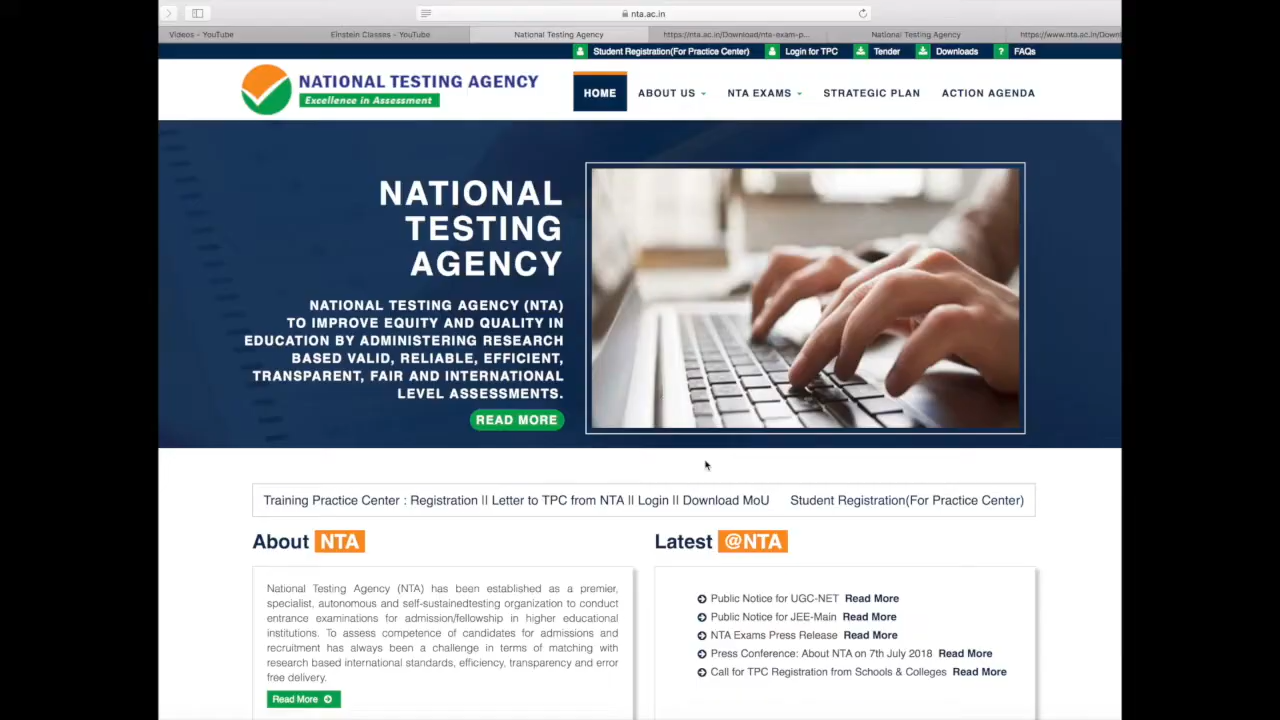 nta.ac.in
Videos - YouTube
Einstein Classes - YouTube
National Testing Agency
https://nta.ac.in/Download/nta-exam-p...
National Testing Agency
https://www.nta.ac.in/Downl
Student Registration(For Practice Center)
Login for TPC
Tender
Downloads
? FAQs
NATIONAL TESTING AGENCY
Excellence in Assessment
HOME
ABOUT US
NTA EXAMS
STRATEGIC PLAN
ACTION AGENDA
NATIONAL
TESTING
AGENCY
NATIONAL TESTING AGENCY (NTA)
TO IMPROVE EQUITY AND QUALITY IN
EDUCATION BY ADMINISTERING RESEARCH
BASED VALID, RELIABLE, EFFICIENT,
TRANSPARENT, FAIR AND INTERNATIONAL
LEVEL ASSESSMENTS.
READ MORE
Training Practice Center : Registration || Letter to TPC from NTA || Login || Download MoU
Student Registration(For Practice Center)
About NTA
National Testing Agency (NTA) has been established as a premier,
specialist, autonomous and self-sustainedtesting organization to conduct
entrance examinations for admission/fellowship in higher educational
institutions. To assess competence of candidates for admissions and
recruitment has always been a challenge in terms of matching with
research based international standards, efficiency, transparency and error
free delivery.
Read More
Latest @NTA
Public Notice for UGC-NET Read More
Public Notice for JEE-Main Read More
NTA Exams Press Release Read More
Press Conference: About NTA on 7th July 2018 Read More
Call for TPC Registration from Schools & Colleges Read More